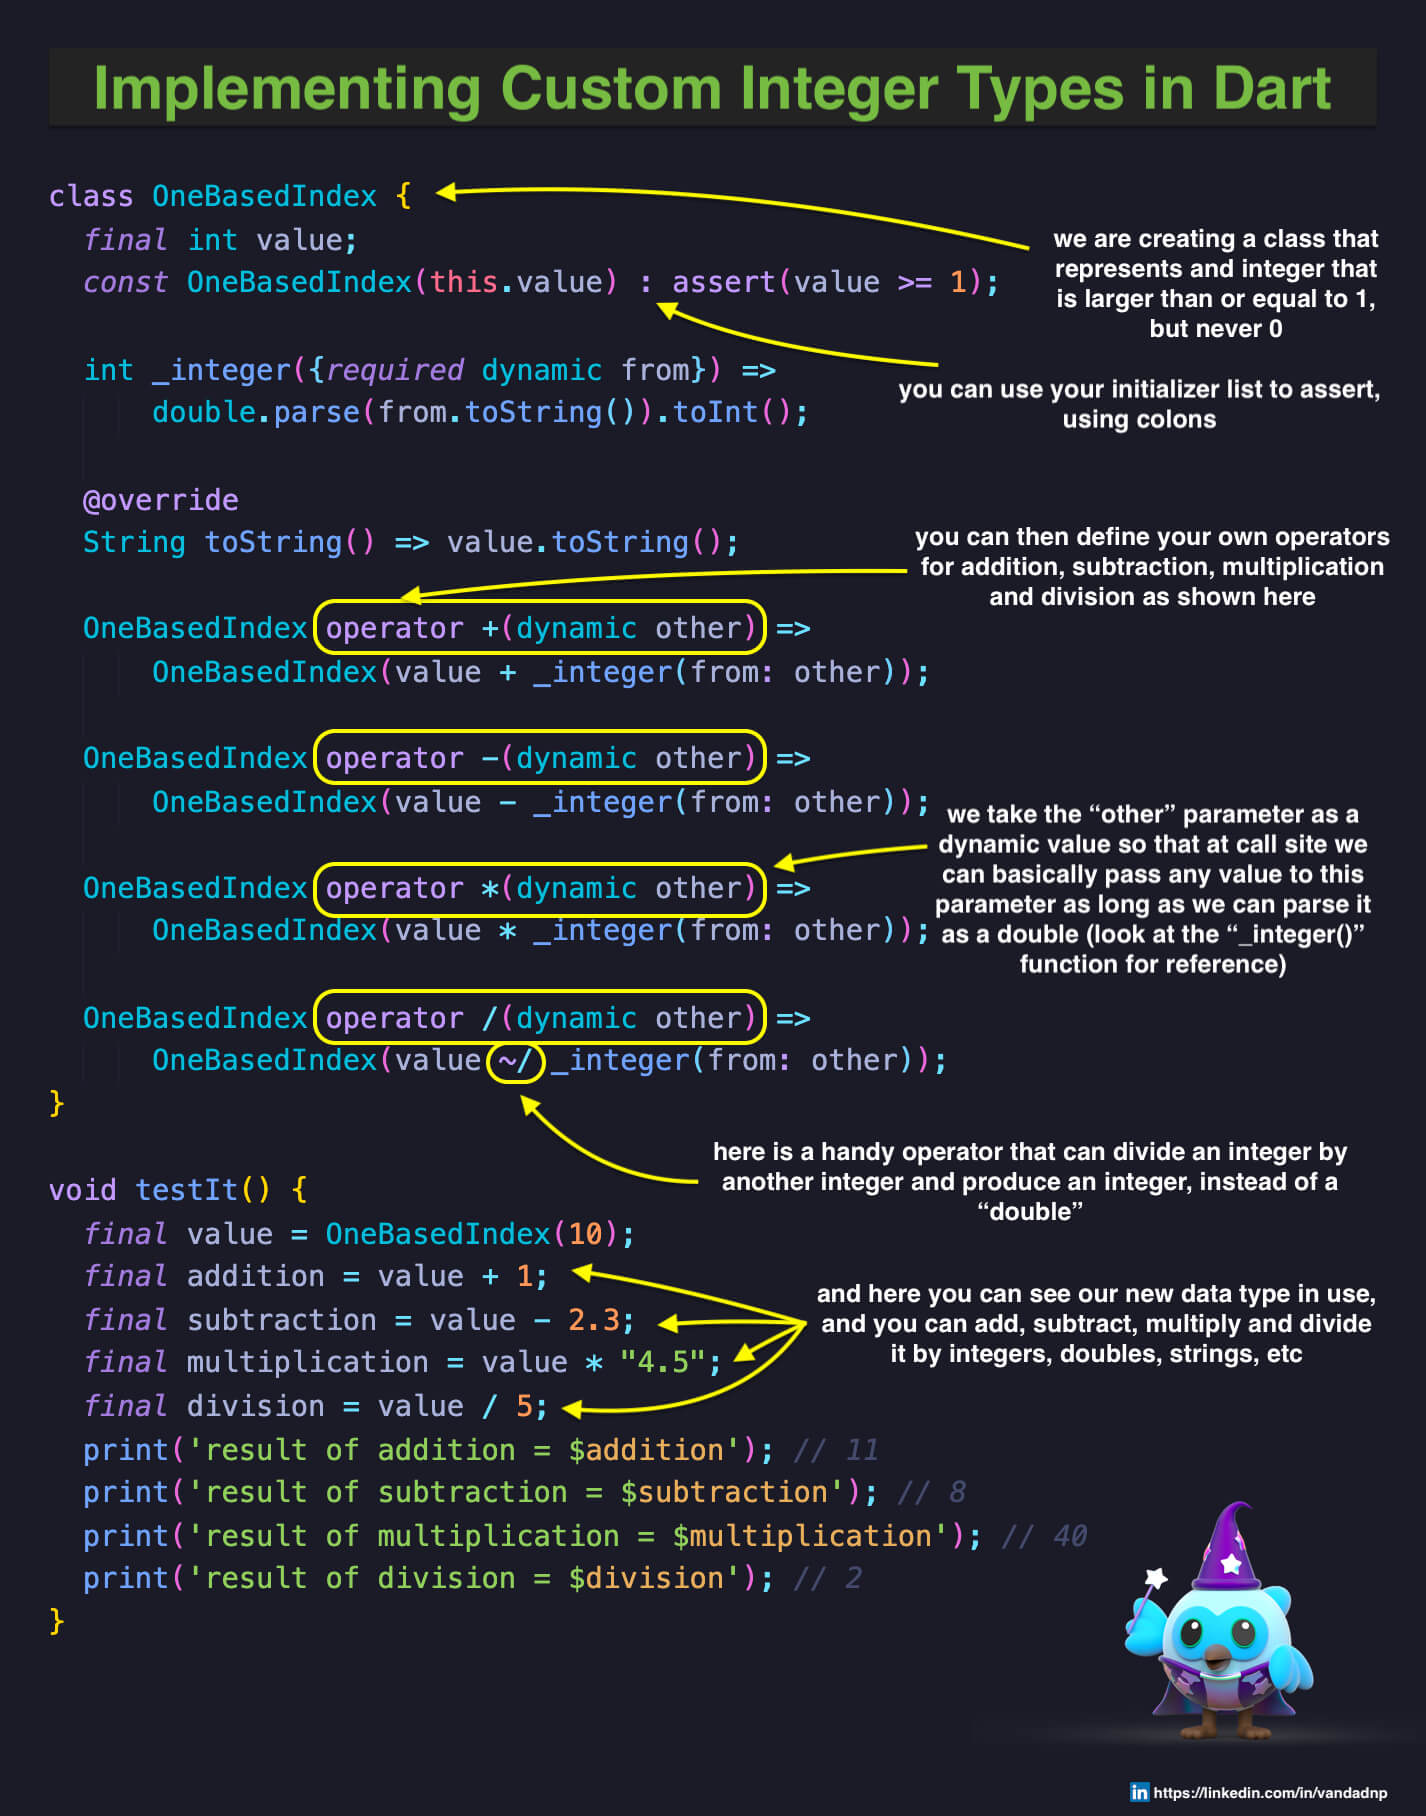 Implementing Custom Integer Types in Dart
class OneBasedIndex {
final int value;
const OneBasedIndex(this.value) : assert(value >= 1);
we are creating a class that
represents and integer that
is larger than or equal to 1,
but never 0
int _integer({required dynamic from}) =>
double.parse(from.toString()).toInt();
you can use your initializer list to assert,
using colons
@override
String toString() => value.toString();
you can then define your own operators
for addition, subtraction, multiplication
and division as shown here
OneBasedIndex operator +(dynamic other) =>
OneBasedIndex(value + _integer(from: other));
OneBasedIndex operator -(dynamic other) =>
OneBasedIndex(value - _integer(from: other));
we take the “other” parameter as a
dynamic value so that at call site we
can basically pass any value to this
parameter as long as we can parse it
as a double (look at the “_integer()”
function for reference)
OneBasedIndex operator *(dynamic other) =>
OneBasedIndex(value * _integer(from: other));
OneBasedIndex operator /(dynamic other) =>
OneBasedIndex(value ~/ _integer(from: other));
}
here is a handy operator that can divide an integer by
another integer and produce an integer, instead of a
“double”
void testIt() {
final value = OneBasedIndex(10);
final addition = value + 1;
final subtraction = value - 2.3;
final multiplication = value * "4.5";
final division = value / 5;
and here you can see our new data type in use,
and you can add, subtract, multiply and divide
it by integers, doubles, strings, etc
print('result of addition = $addition'); // 11
print('result of subtraction = $subtraction'); // 8
print('result of multiplication = $multiplication'); // 40
print('result of division = $division'); // 2
}
in https://linkedin.com/in/vandadnp